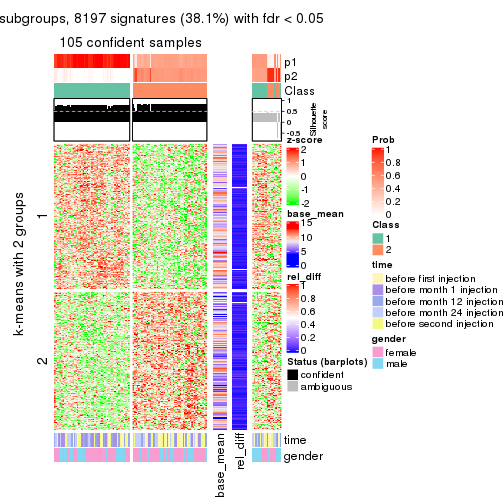 subgroups, 8197 signatures (38.1%) with fdr < 0.05
105 confident samples
p1
p2
Class
1
0.5
0
-0.5
Silhouette
score
k-means with 2 groups
1
2
z-score
2
1
0
-1
-2
base_mean
15
10
5
0
rel_diff
1
0.8
0.6
0.4
0.2
0
Status (barplots)
confident
ambiguous
Prob
1
0.8
0.6
0.4
0.2
0
Class
1
2
time
before first injection
before month 1 injection
before month 12 injection
before month 24 injection
before second injection
gender
female
male
time
gender
base_mean
rel_diff